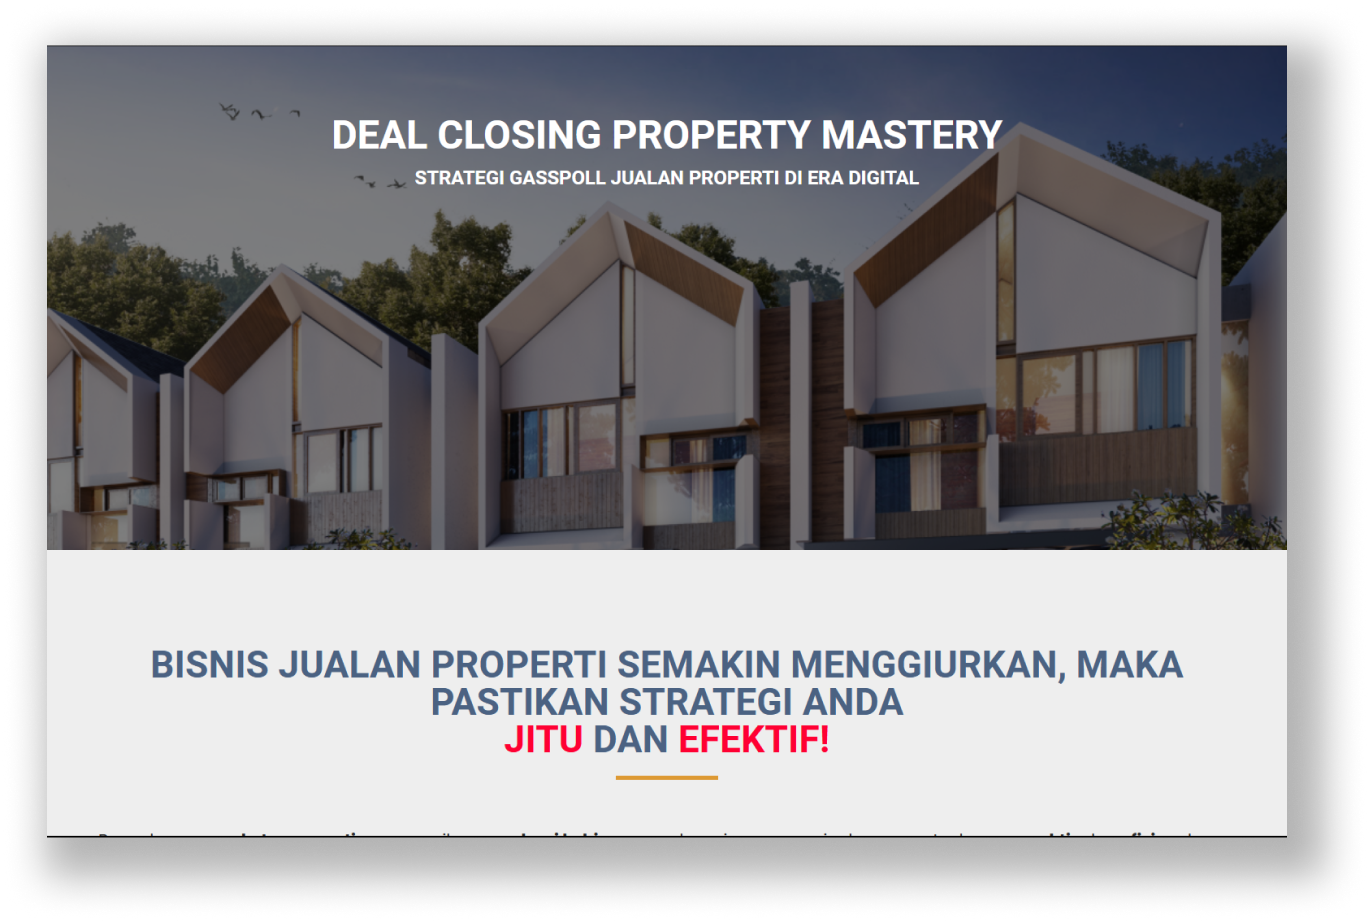 DEAL CLOSING PROPERTY MASTERY
STRATEGI GASSPOLL JUALAN PROPERTI DI ERA DIGITAL
BISNIS JUALAN PROPERTI SEMAKIN MENGGIURKAN, MAKA
PASTIKAN STRATEGI ANDA
JITU DAN EFEKTIF!